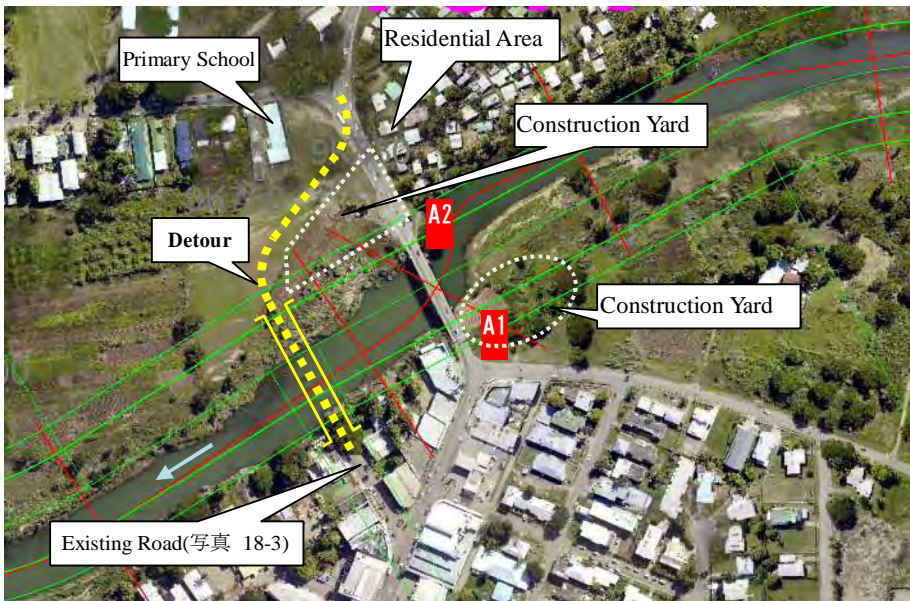 Residential Area
Primary School
Construction Yard
A2
Detour
Construction Yard
A1
Existing Road(写真 18-3)